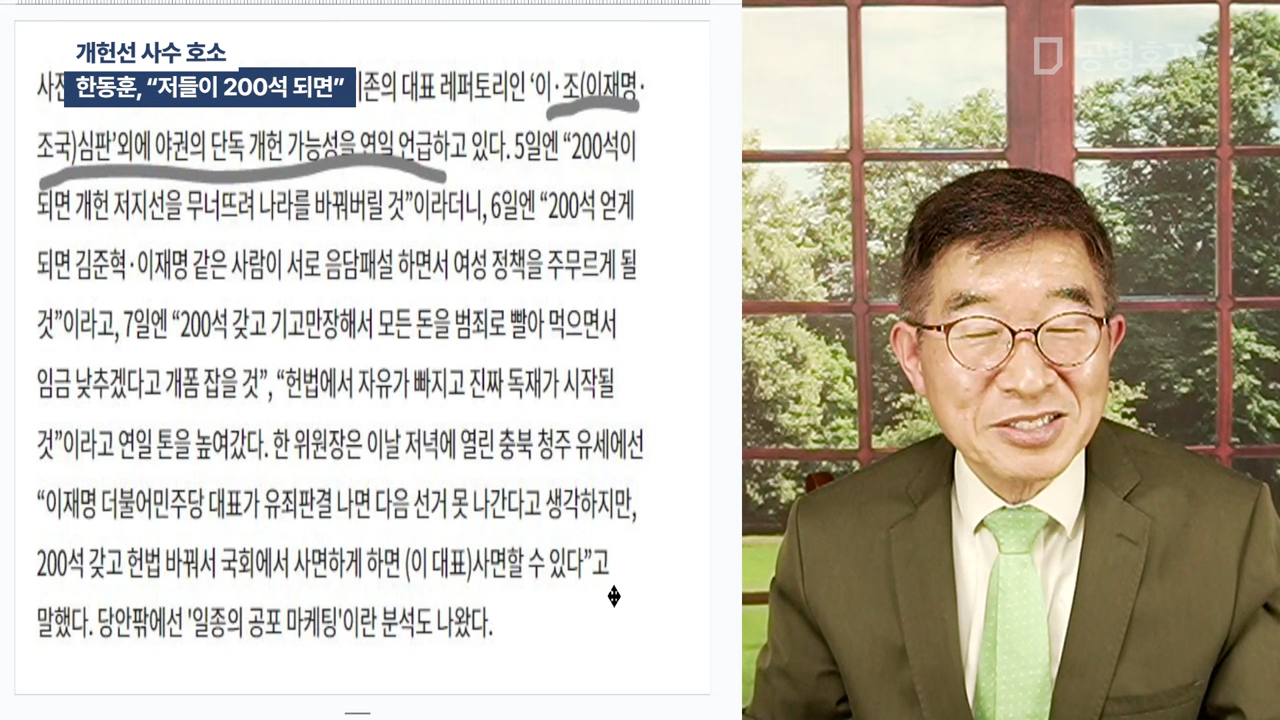 개헌선 사수 호소
한동훈, “저들이 200석 되면”
존의 대표 레퍼토리인 ‘이·조(이재명·
조국)심판’외에 야권의 단독 개헌 가능성을 연일 언급하고 있다. 5일엔 “200석이
되면 개헌 저지선을 무너뜨려 나라를 바꿔버릴 것”이라더니, 6일엔 “200석 얻게
되면 김준혁·이재명 같은 사람이 서로 음담패설 하면서 여성 정책을 주무르게 될
것”이라고, 7일엔 “200석 갖고 기고만장해서 모든 돈을 범죄로 빨아 먹으면서
임금 낮추겠다고 개폼 잡을 것”, “헌법에서 자유가 빠지고 진짜 독재가 시작될
것”이라고 연일 톤을 높여갔다. 한 위원장은 이날 저녁에 열린 충북 청주 유세에선
“이재명 더불어민주당 대표가 유죄판결 나면 다음 선거 못 나간다고 생각하지만,
200석 갖고 헌법 바꿔서 국회에서 사면하게 하면 (이 대표)사면할 수 있다”고
말했다. 당안팎에선 '일종의 공포 마케팅'이란 분석도 나왔다.
공병호TV